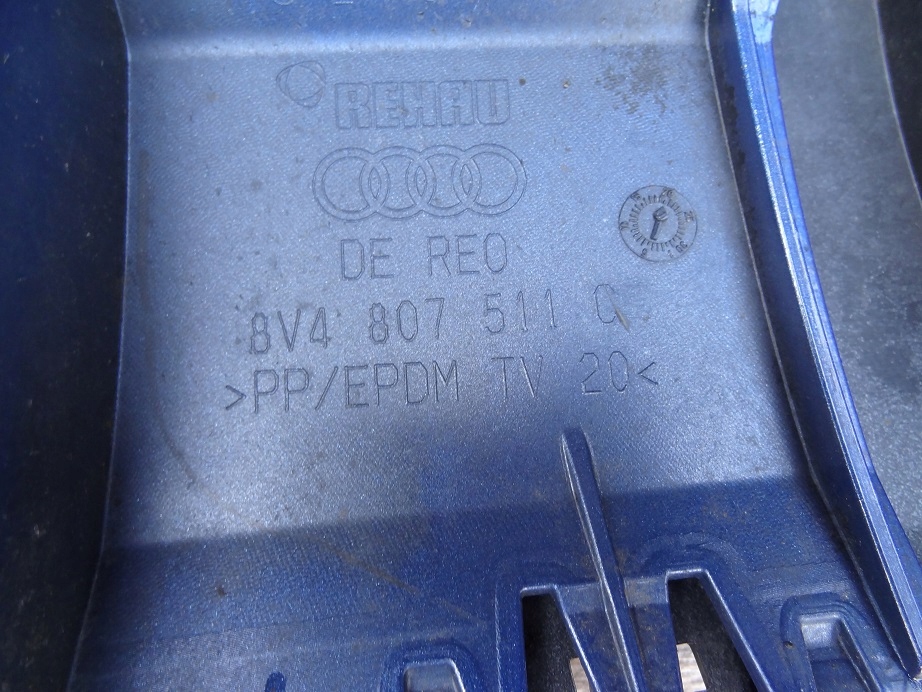 REHAU
DE REO
8V4 807 511 C
>PP/EPDM TV 20<